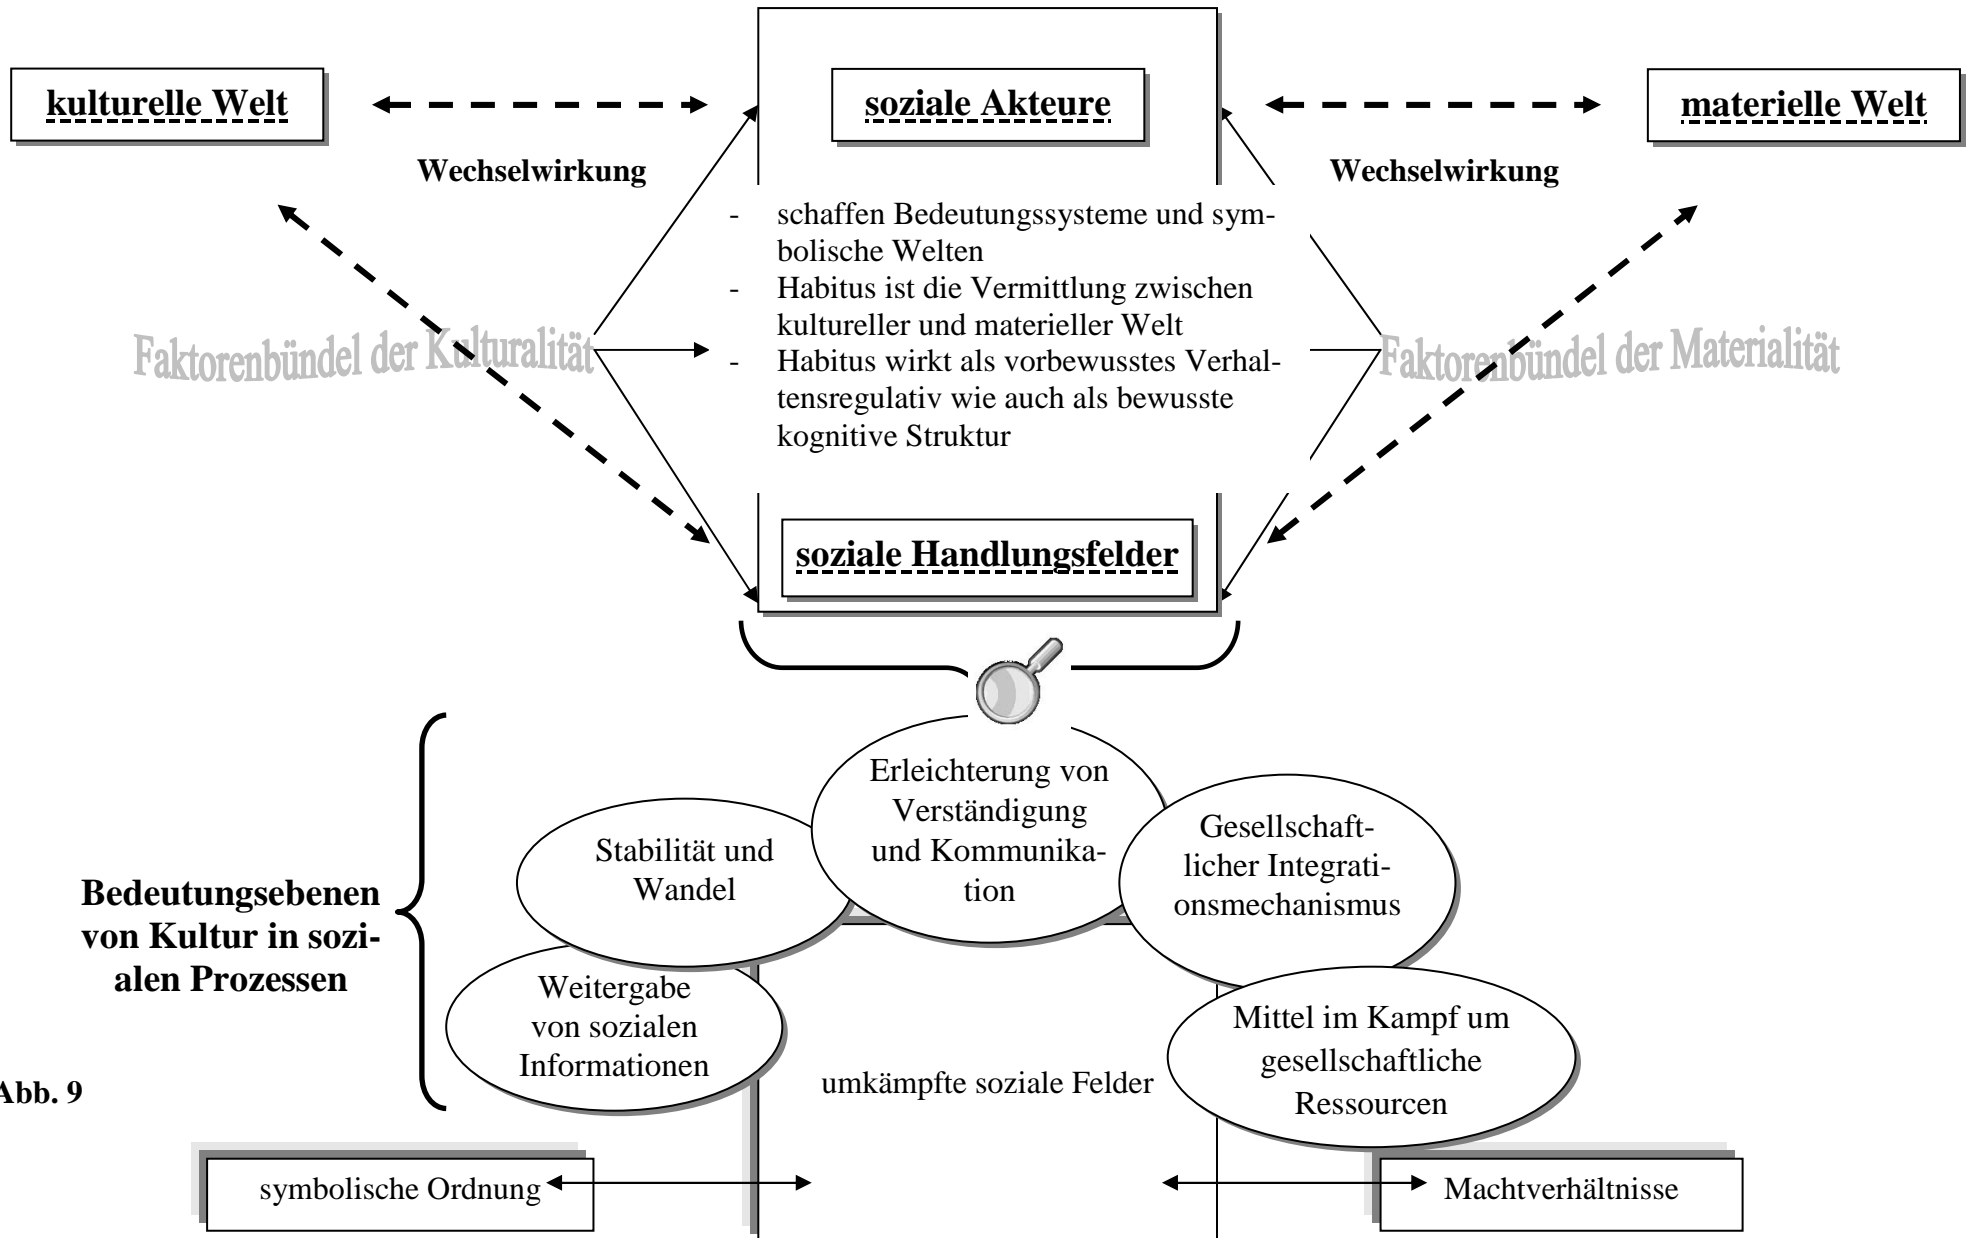 kulturelle Welt
soziale Akteure
materielle Welt
Wechselwirkung
Wechselwirkung
- schaffen Bedeutungssysteme und sym-
bolische Welten
- Habitus ist die Vermittlung zwischen
kultureller und materieller Welt
- Habitus wirkt als vorbewusstes Verhal-
tensregulativ wie auch als bewusste
kognitive Struktur
Faktorenbündel der Kulturalität
Faktorenbündel der Materialität
soziale Handlungsfelder
Bedeutungsebenen
von Kultur in sozi-
alen Prozessen
Weitergabe
von sozialen
Informationen
Stabilität und
Wandel
Erleichterung von
Verständigung
und Kommunika-
tion
Gesellschaft-
licher Integrati-
onsmechanismus
Mittel im Kampf um
gesellschaftliche
Ressourcen
umkämpfte soziale Felder
Abb. 9
symbolische Ordnung
Machtverhältnisse